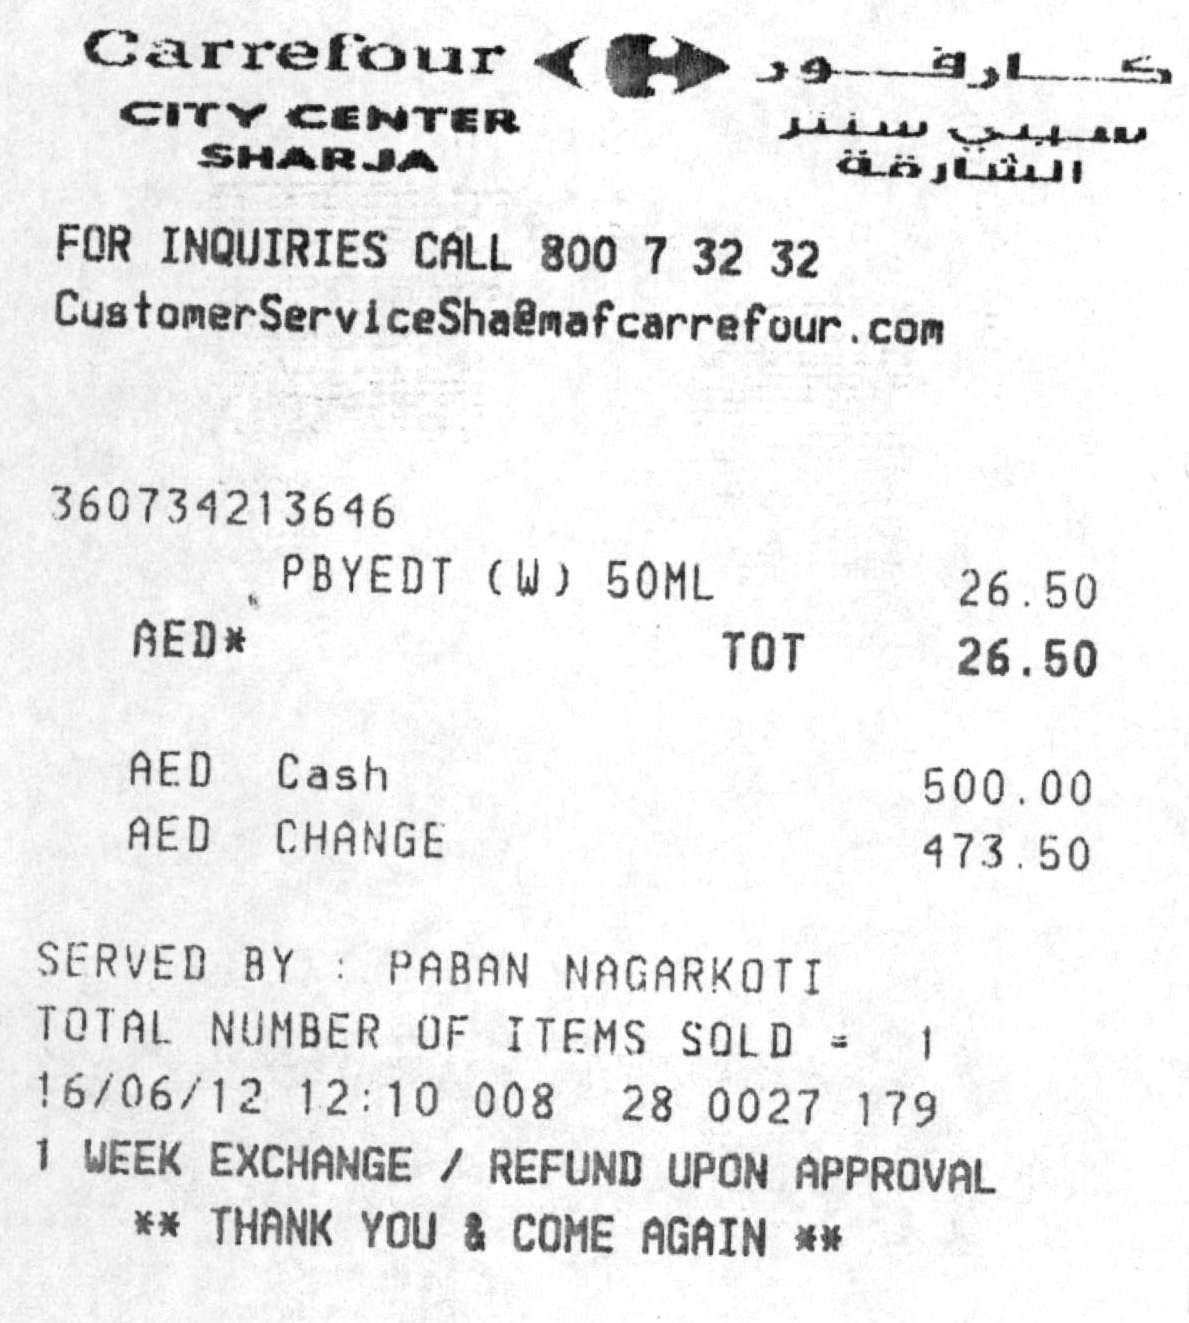 Carrefour كارفور
CITY CENTER سيتي سنتر
SHARJA الشارقة
FOR INQUIRIES CALL 800 7 32 32
CustomerServiceSha@mafcarrefour.com
360734213646
PBYEDT (W) 50ML 26.50
AED* TOT 26.50
AED Cash 500.00
AED CHANGE 473.50
SERVED BY : PABAN NAGARKOTI
TOTAL NUMBER OF ITEMS SOLD = 1
16/06/12 12:10 008 28 0027 179
1 WEEK EXCHANGE / REFUND UPON APPROVAL
** THANK YOU & COME AGAIN **